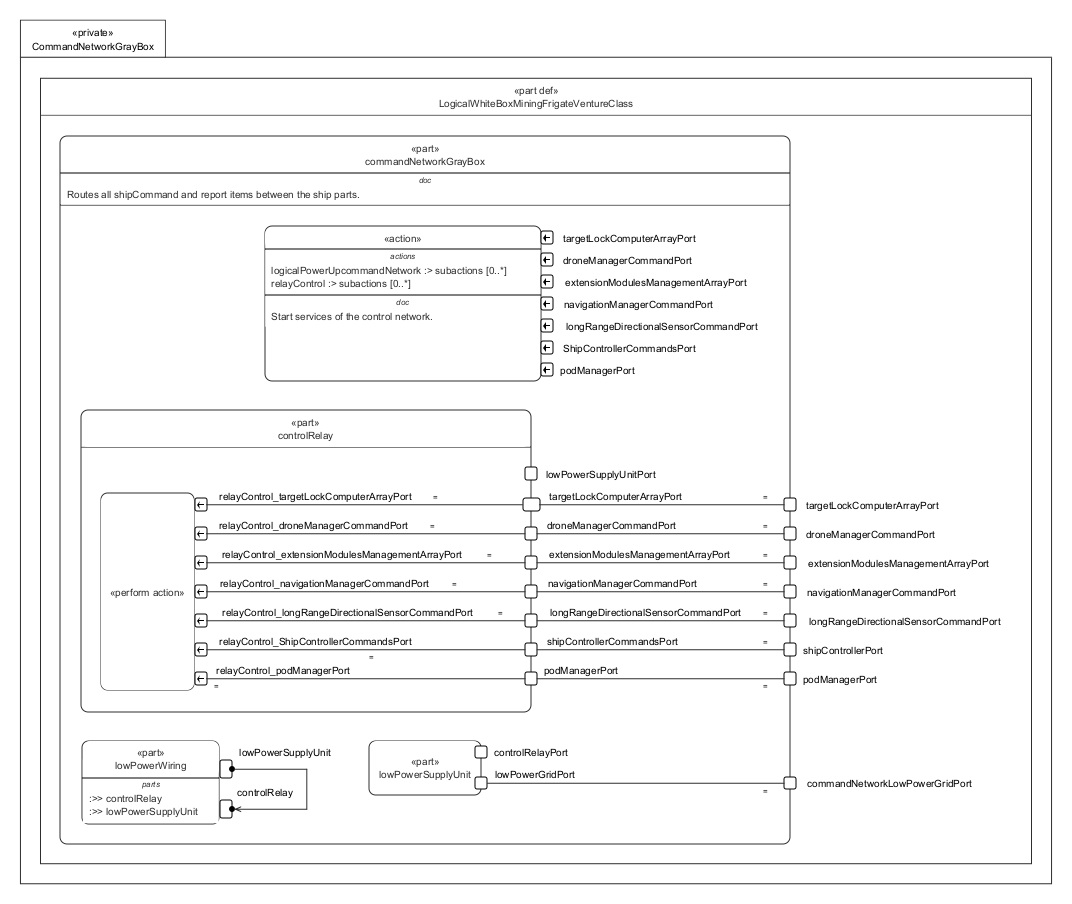 «private»
CommandNetworkGrayBox
«part def»
LogicalWhiteBoxMiningFrigateVentureClass
«part»
commandNetworkGrayBox
doc
Routes all shipCommand and report items between the ship parts.
«action»
actions
logicalPowerUpcommandNetwork :> subactions [0..*]
relayControl :> subactions [0..*]
doc
Start services of the control network.
targetLockComputerArrayPort
droneManagerCommandPort
extensionModulesManagementArrayPort
navigationManagerCommandPort
longRangeDirectionalSensorCommandPort
ShipControllerCommandsPort
podManagerPort
«part»
controlRelay
lowPowerSupplyUnitPort
«perform action»
relayControl_targetLockComputerArrayPort = targetLockComputerArrayPort = targetLockComputerArrayPort
relayControl_droneManagerCommandPort = droneManagerCommandPort = droneManagerCommandPort
relayControl_extensionModulesManagementArrayPort = extensionModulesManagementArrayPort = extensionModulesManagementArrayPort
relayControl_navigationManagerCommandPort = navigationManagerCommandPort = navigationManagerCommandPort
relayControl_longRangeDirectionalSensorCommandPort = longRangeDirectionalSensorCommandPort = longRangeDirectionalSensorCommandPort
relayControl_ShipControllerCommandsPort = shipControllerCommandsPort = shipControllerPort
relayControl_podManagerPort = podManagerPort = podManagerPort
«part»
lowPowerWiring
parts
:>> controlRelay
:>> lowPowerSupplyUnit
lowPowerSupplyUnit
controlRelay
«part»
lowPowerSupplyUnit
controlRelayPort
lowPowerGridPort = commandNetworkLowPowerGridPort